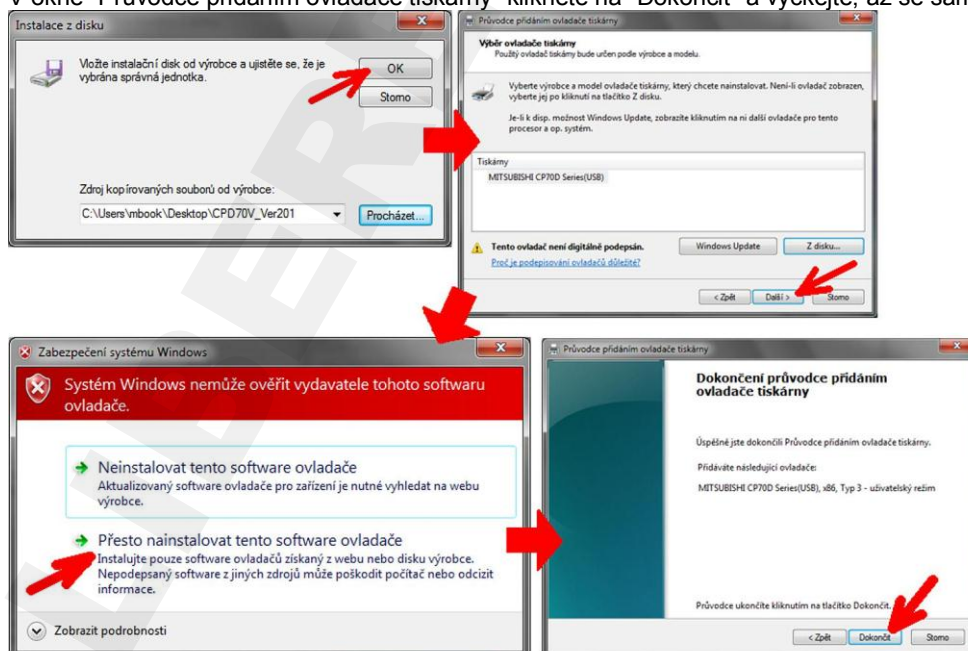 V okně "Průvodce přidáním ovladače tiskárny" klikněte na "Dokončit" a vyčkejte, až se sam
Instalace z disku
Vložte instalační disk od výrobce a ujistěte se, že je
vybrána správná jednotka.
OK
Storno
Zdroj kopírovaných souborů od výrobce:
C:\Users\mbook\Desktop\CPD70V_Ver201
Procházet...
Průvodce přidáním ovladače tiskárny
Výběr ovladače tiskárny
Použitý ovladač tiskárny bude určen podle výrobce a modelu.
Vyberte výrobce a model ovladače tiskárny, který chcete nainstalovat. Není-li ovladač zobrazen,
vyberte jej po kliknutí na tlačítko Z disku.
Je-li k disp. možnost Windows Update, zobrazíte kliknutím na ni další ovladače pro tento
procesor a op. systém.
Tiskárny
MITSUBISHI CP70D Series(USB)
Tento ovladač není digitálně podepsán.
Proč je podepisování ovladačů důležité?
Windows Update
Z disku...
< Zpět
Další >
Storno
Zabezpečení systému Windows
Systém Windows nemůže ověřit vydavatele tohoto softwaru
ovladače.
Neinstalovat tento software ovladače
Aktualizovaný software ovladače pro zařízení je nutné vyhledat na webu
výrobce.
Přesto nainstalovat tento software ovladače
Instalujte pouze software ovladačů získaný z webu nebo disku výrobce.
Nepodepsaný software z jiných zdrojů může poškodit počítač nebo odcizit
informace.
Zobrazit podrobnosti
Průvodce přidáním ovladače tiskárny
Dokončení průvodce přidáním
ovladače tiskárny
Úspěšně jste dokončili Průvodce přidáním ovladače tiskárny.
Přidáváte následující ovladače:
MITSUBISHI CP70D Series(USB), x86, Typ 3 - uživatelský režim
Průvodce ukončíte kliknutím na tlačítko Dokončit.
< Zpět
Dokončit
Storno